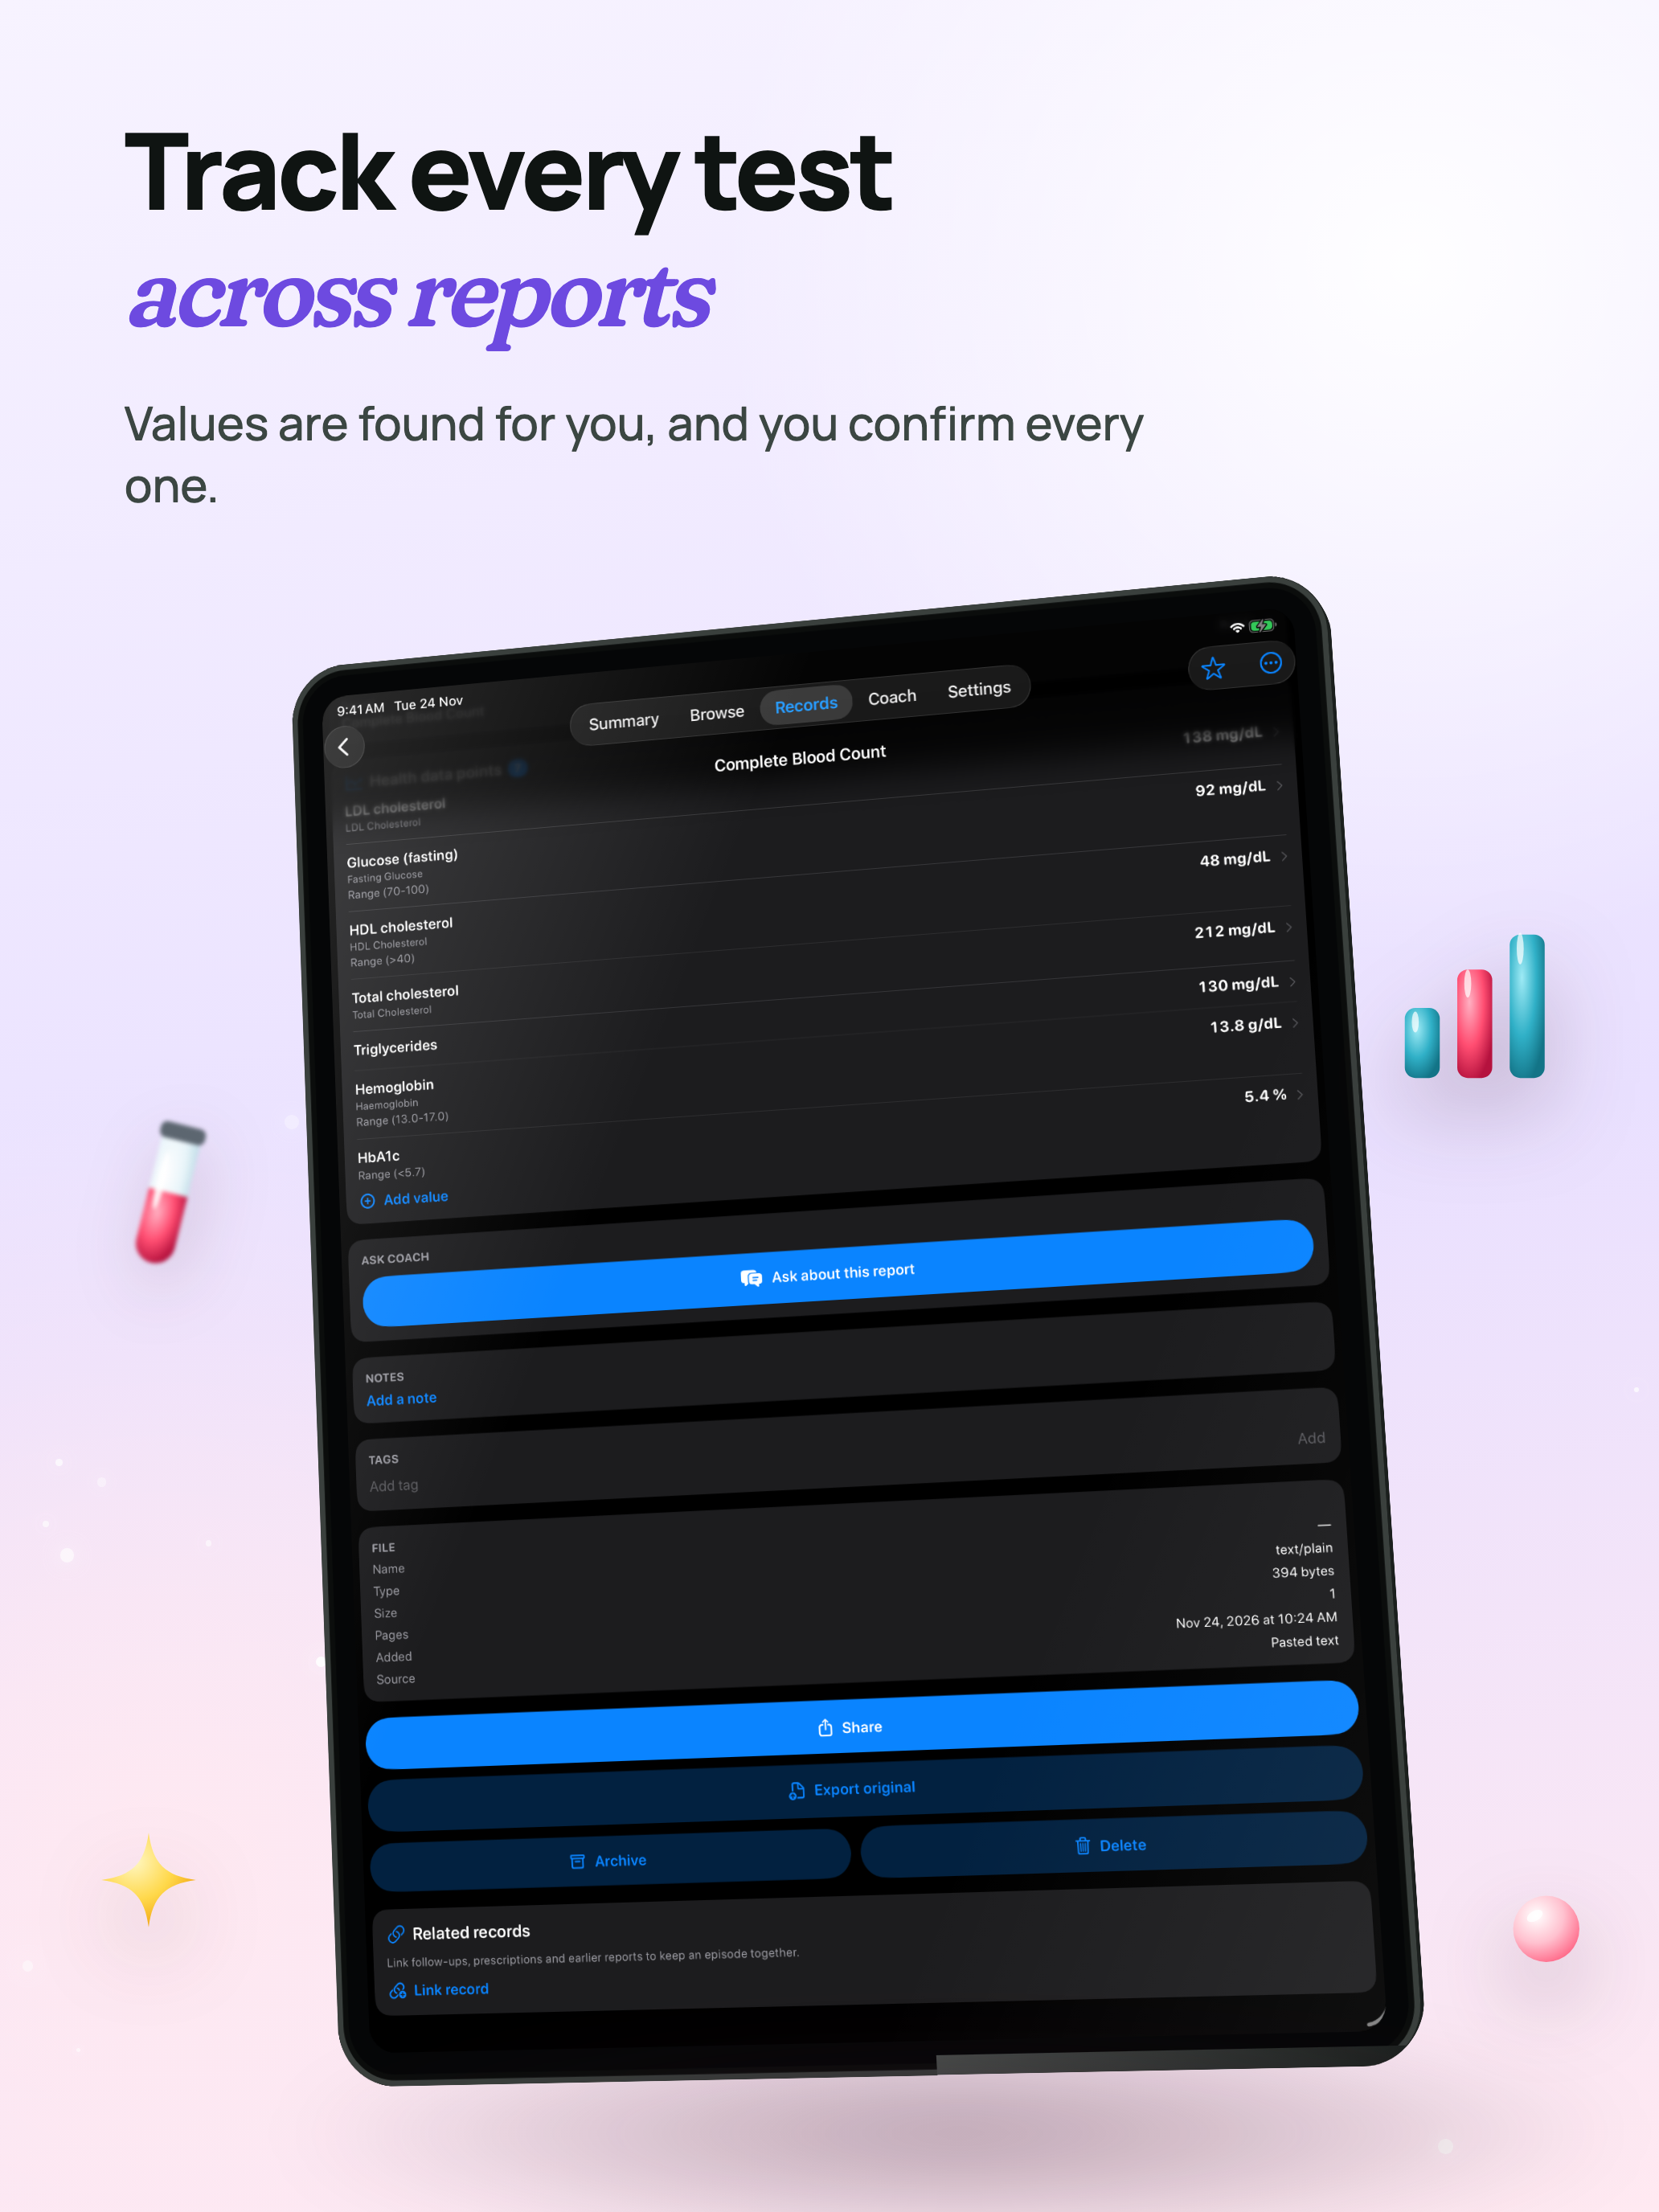 Track every test
across reports
Values are found for you, and you confirm every
one.
9:41 AM Tue 24 Nov
Summary Browse Records Coach Settings
Complete Blood Count
Health data points
138 mg/dL
LDL cholesterol
LDL Cholesterol
92 mg/dL
Glucose (fasting)
Fasting Glucose
Range (70-100)
48 mg/dL
HDL cholesterol
HDL Cholesterol
Range (>40)
212 mg/dL
Total cholesterol
Total Cholesterol
130 mg/dL
Triglycerides
13.8 g/dL
Hemoglobin
Haemoglobin
Range (13.0-17.0)
5.4 %
HbA1c
Range (<5.7)
Add value
ASK COACH
Ask about this report
NOTES
Add a note
TAGS
Add tag
Add
FILE
Name —
Type text/plain
Size 394 bytes
Pages 1
Added Nov 24, 2026 at 10:24 AM
Source Pasted text
Share
Export original
Archive
Delete
Related records
Link follow-ups, prescriptions and earlier reports to keep an episode together.
Link record